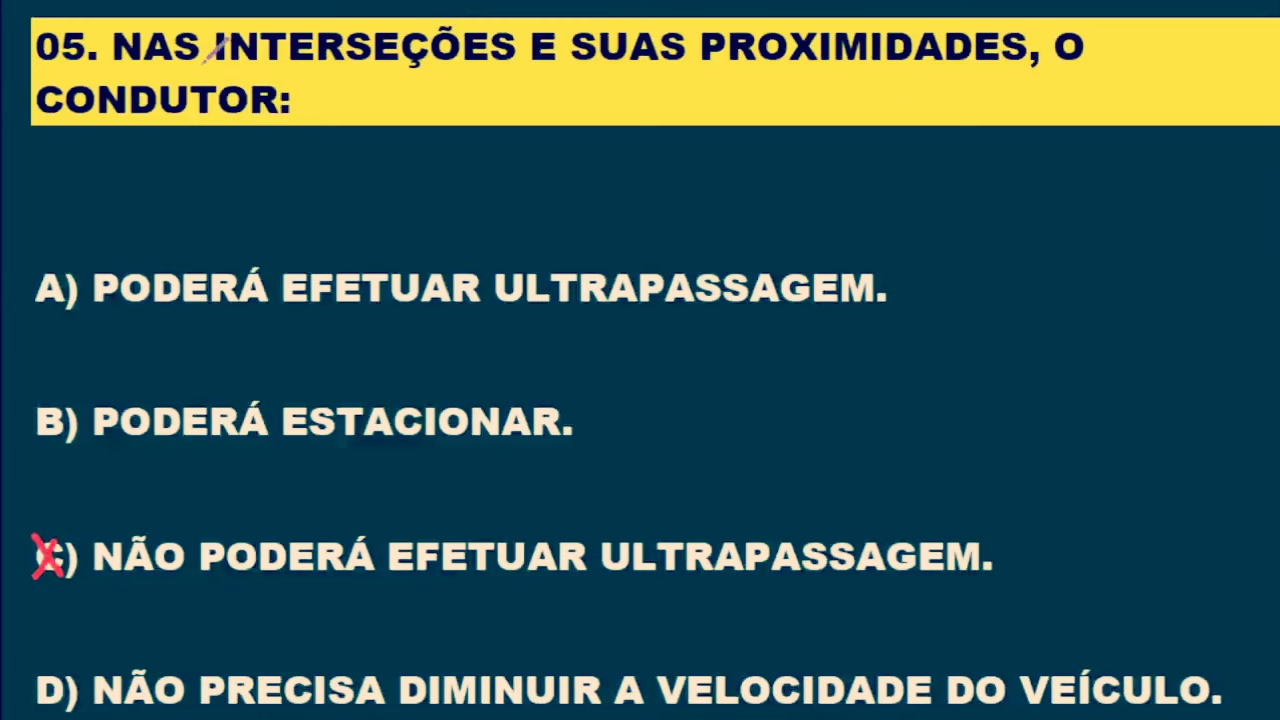 05. NAS INTERSEÇÕES E SUAS PROXIMIDADES, O
CONDUTOR:
A) PODERÁ EFETUAR ULTRAPASSAGEM.
B) PODERÁ ESTACIONAR.
C) NÃO PODERÁ EFETUAR ULTRAPASSAGEM.
D) NÃO PRECISA DIMINUIR A VELOCIDADE DO VEÍCULO.